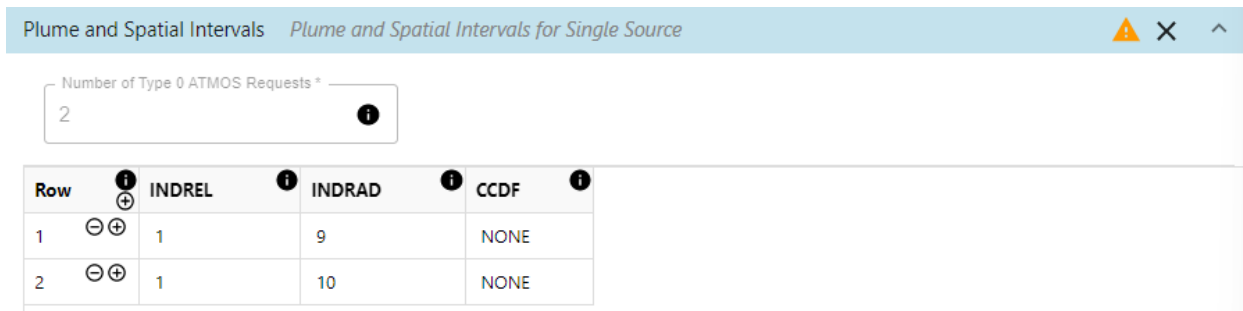 Plume and Spatial Intervals Plume and Spatial Intervals for Single Source
Number of Type 0 ATMOS Requests *
2
Row INDREL INDRAD CCDF
1 1 9 NONE
2 1 10 NONE